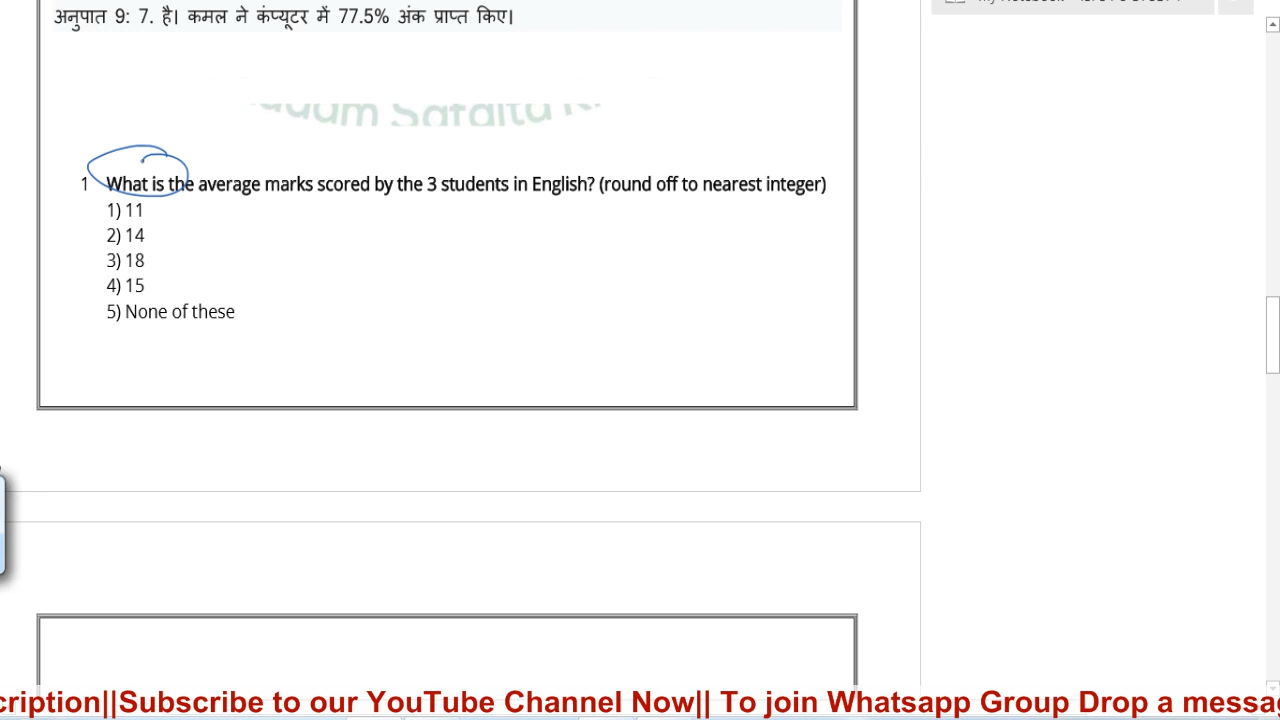 अनुपात 9: 7. है। कमल ने कंप्यूटर में 77.5% अंक प्राप्त किए।
1 What is the average marks scored by the 3 students in English? (round off to nearest integer)
1) 11
2) 14
3) 18
4) 15
5) None of these
cription||Subscribe to our YouTube Channel Now|| To join Whatsapp Group Drop a messa